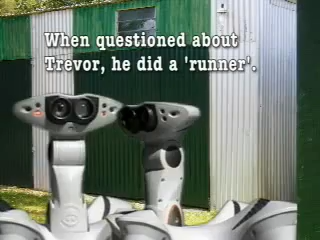 When questioned about
Trevor, he did a 'runner'.